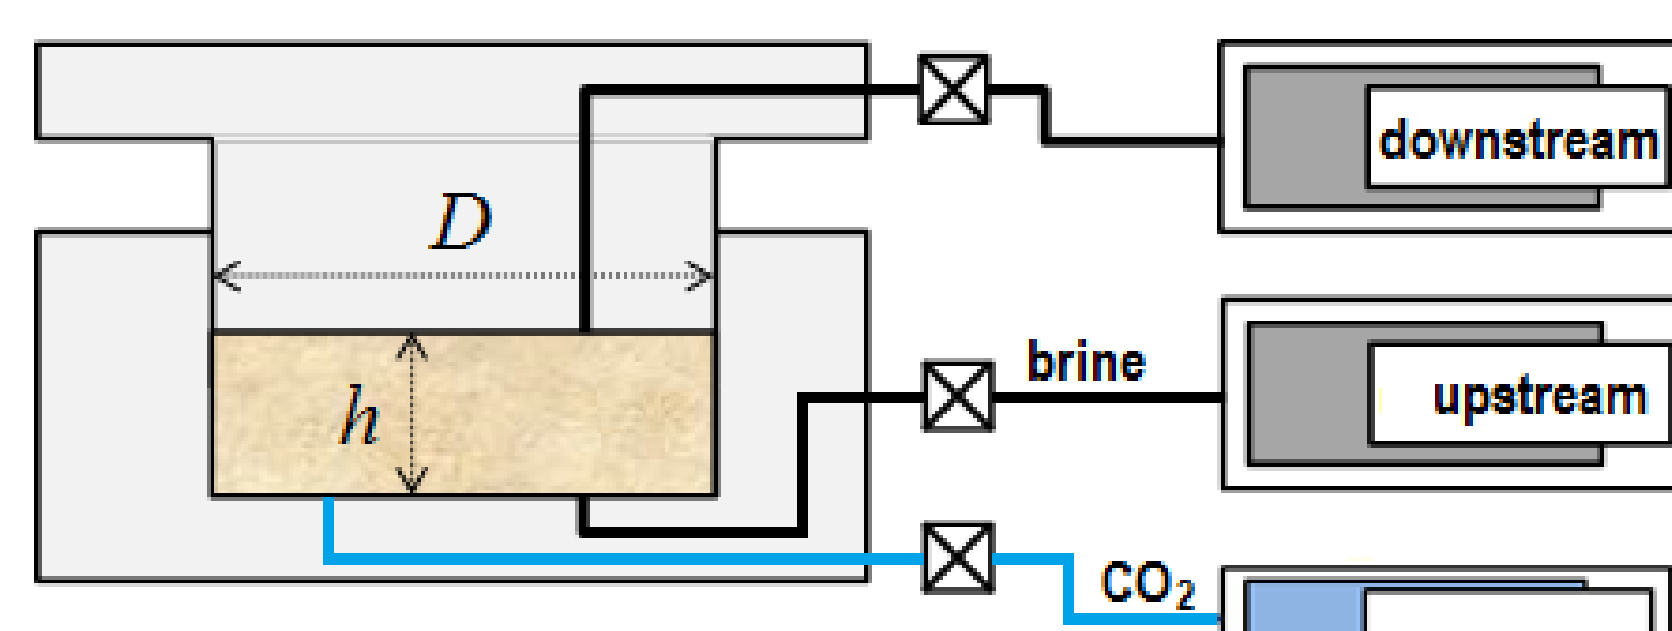 downstream
D
brine
upstream
h
CO₂